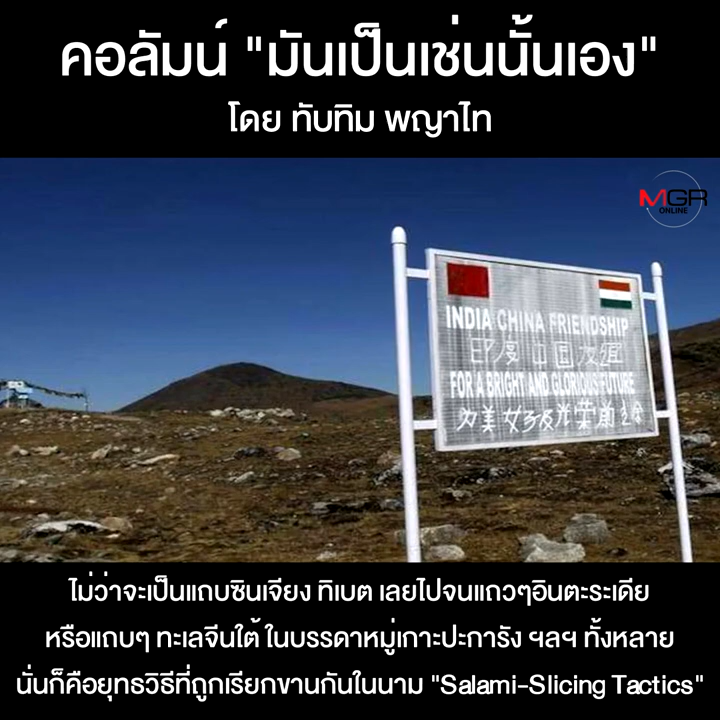 คอลัมน์ "มันเป็นเช่นนั้นเอง"
โดย ทับทิม พญาไท
MGR
ONLINE
INDIA CHINA FRIENDSHIP
印度 中国友谊
FOR A BRIGHT AND GLORIOUS FUTURE
为美 好 及光荣前
ไม่ว่าจะเป็นแถบซินเจียง ทิเบต เลยไปจนแถวๆอินตะระเดีย
หรือแถบๆ ทะเลจีนใต้ ในบรรดาหมู่เกาะปะการัง ฯลฯ ทั้งหลาย
นั่นก็คือยุทธวิธีที่ถูกเรียกขานกันในนาม "Salami-Slicing Tactics"